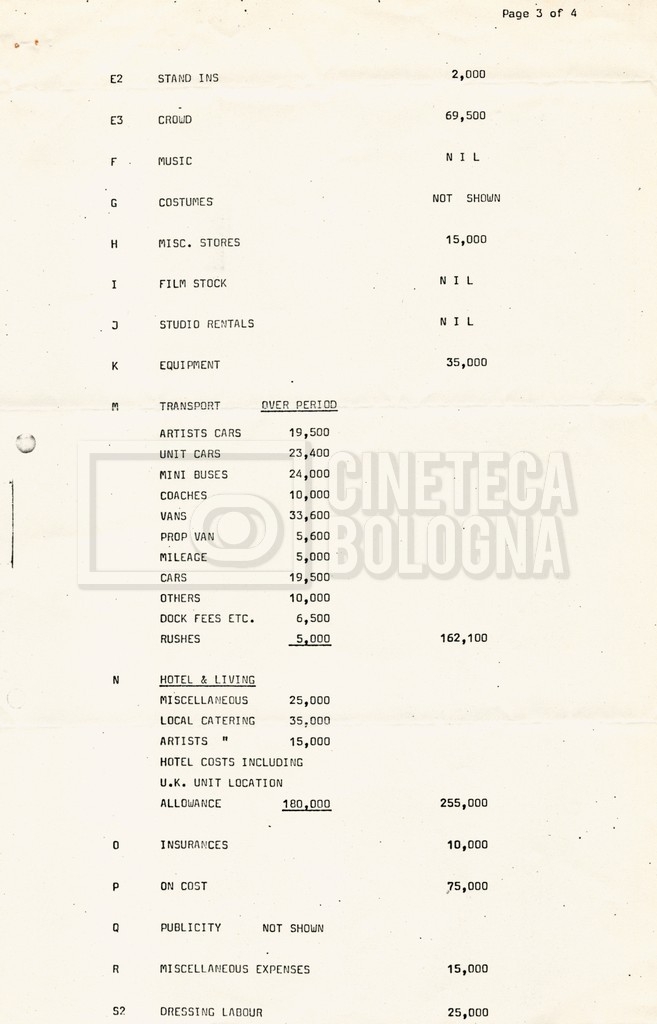 Page 3 of 4
E2 STAND INS 2,000
E3 CROWD 69,500
F MUSIC N I L
G COSTUMES NOT SHOWN
H MISC. STORES 15,000
I FILM STOCK N I L
J STUDIO RENTALS N I L
K EQUIPMENT 35,000
M TRANSPORT OVER PERIOD
ARTISTS CARS 19,500
UNIT CARS 23,400
MINI BUSES 24,000
COACHES 10,000
VANS 33,600
PROP VAN 5,600
MILEAGE 5,000
CARS 19,500
OTHERS 10,000
DOCK FEES ETC. 6,500
RUSHES 5,000 162,100
CINETECA
BOLOGNA
N HOTEL & LIVING
MISCELLANEOUS 25,000
LOCAL CATERING 35,000
ARTISTS " 15,000
HOTEL COSTS INCLUDING
U.K. UNIT LOCATION
ALLOWANCE 180,000 255,000
O INSURANCES 10,000
P ON COST 75,000
Q PUBLICITY NOT SHOWN
R MISCELLANEOUS EXPENSES 15,000
S2 DRESSING LABOUR 25,000